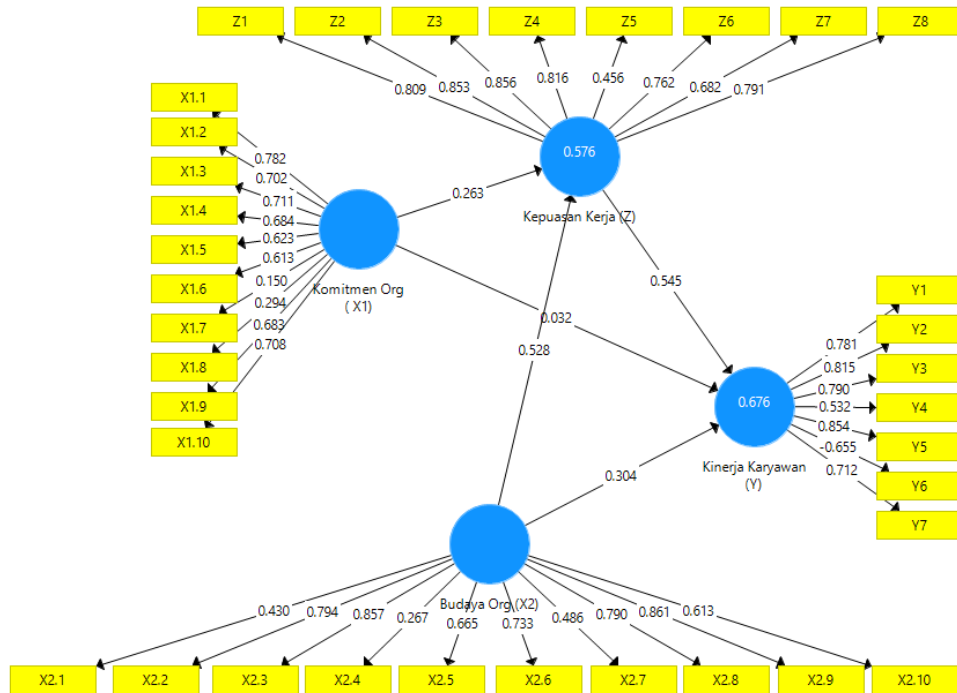 Z1 Z2 Z3 Z4 Z5 Z6 Z7 Z8
0.809 0.853 0.856 0.816 0.456 0.762 0.682 0.791
X1.1
X1.2
X1.3
X1.4
X1.5
X1.6
X1.7
X1.8
X1.9
X1.10
0.782
0.702
0.711
0.684
0.623
0.613
0.150
0.294
0.683
0.708
Komitmen Org
( X1)
0.263
0.576
Kepuasan Kerja (Z)
0.545
0.032
0.528
0.304
0.676
Kinerja Karyawan
(Y)
0.781
0.815
0.790
0.532
0.854
-0.655
0.712
Y1
Y2
Y3
Y4
Y5
Y6
Y7
Budaya Org (X2)
0.430 0.794 0.857 0.267 0.665 0.733 0.486 0.790 0.861 0.613
X2.1 X2.2 X2.3 X2.4 X2.5 X2.6 X2.7 X2.8 X2.9 X2.10